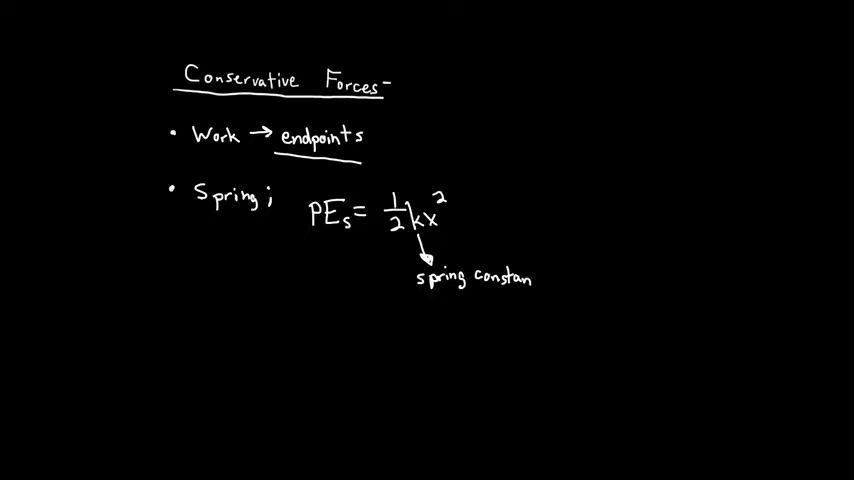 Conservative Forces-
• Work → endpoints
• Spring; PEₛ = 1/2 kx²
spring constan